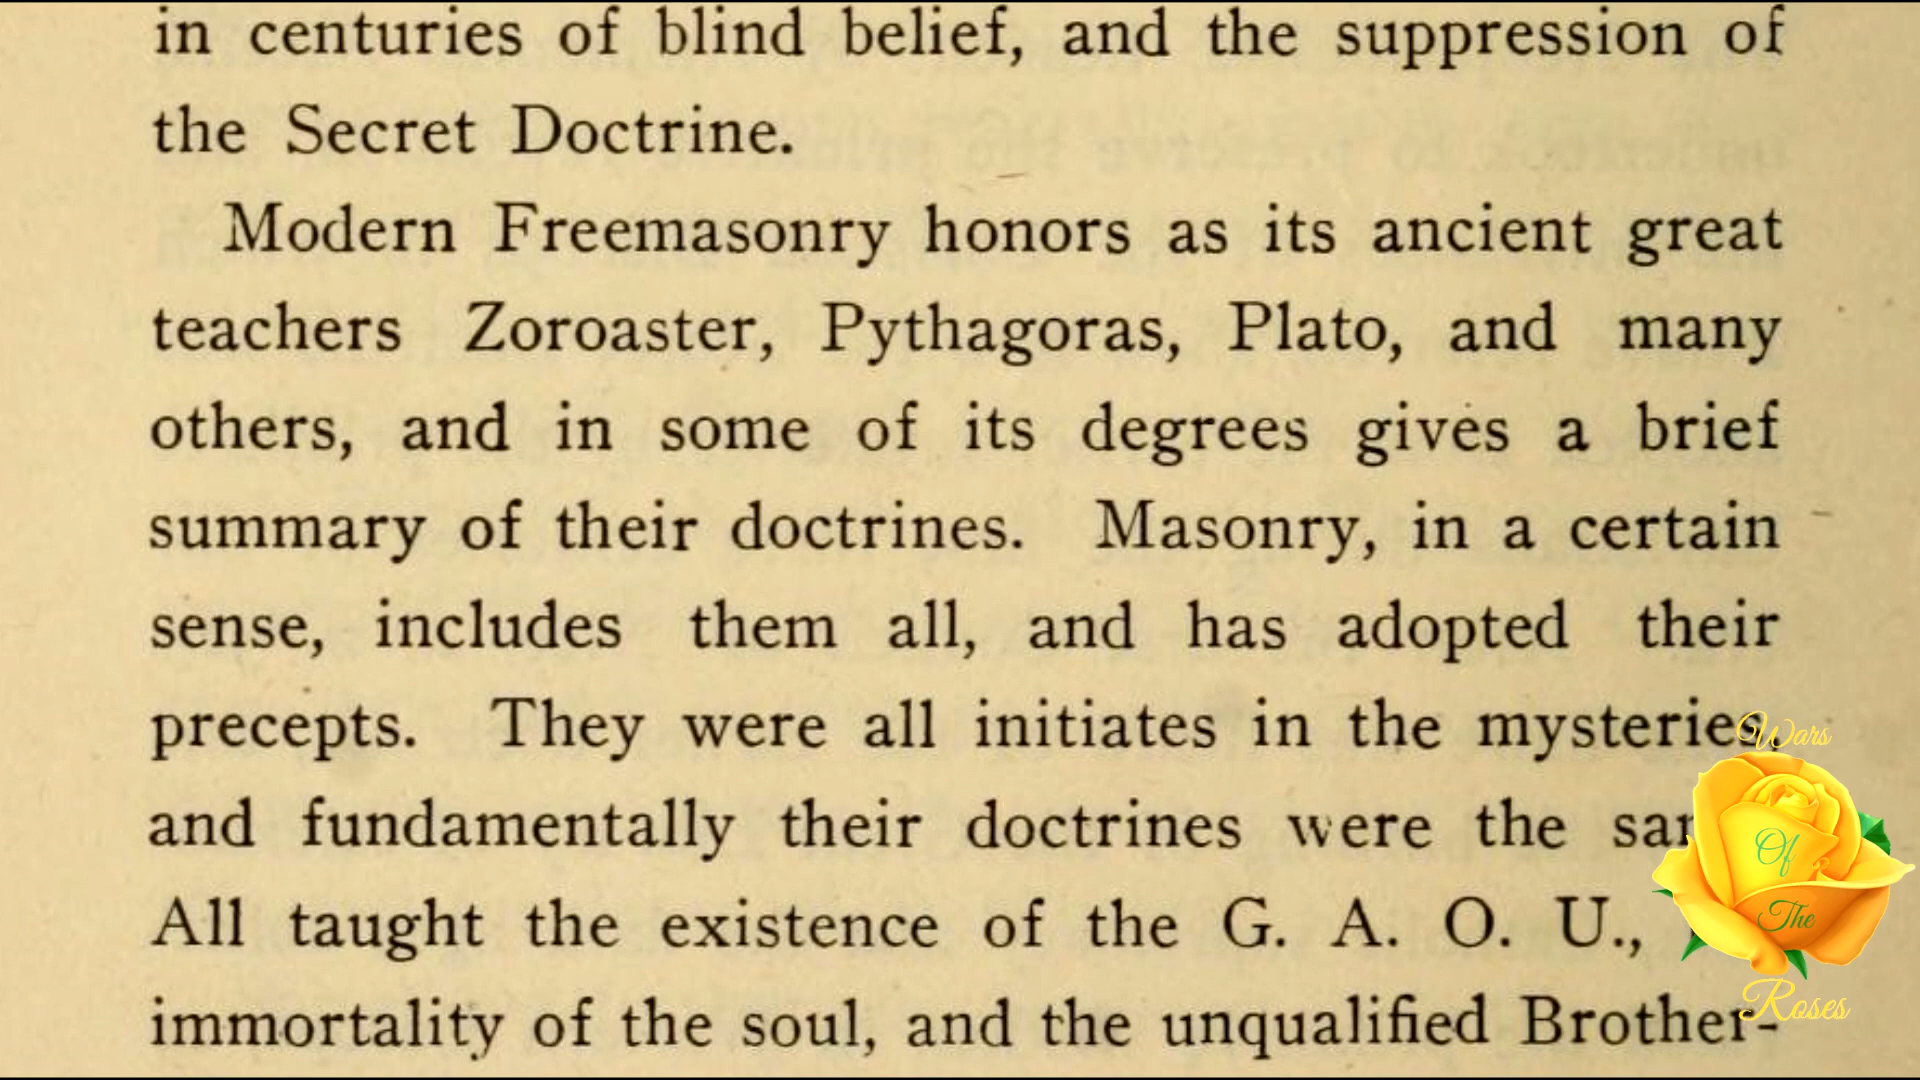 in centuries of blind belief, and the suppression of
the Secret Doctrine.
Modern Freemasonry honors as its ancient great
teachers Zoroaster, Pythagoras, Plato, and many
others, and in some of its degrees gives a brief
summary of their doctrines. Masonry, in a certain
sense, includes them all, and has adopted their
precepts. They were all initiates in the mysteries,
and fundamentally their doctrines were the
All taught the existence of the G. A. O. U.,
immortality of the soul, and the unqualified Brother-
Wars
Of
The
Roses